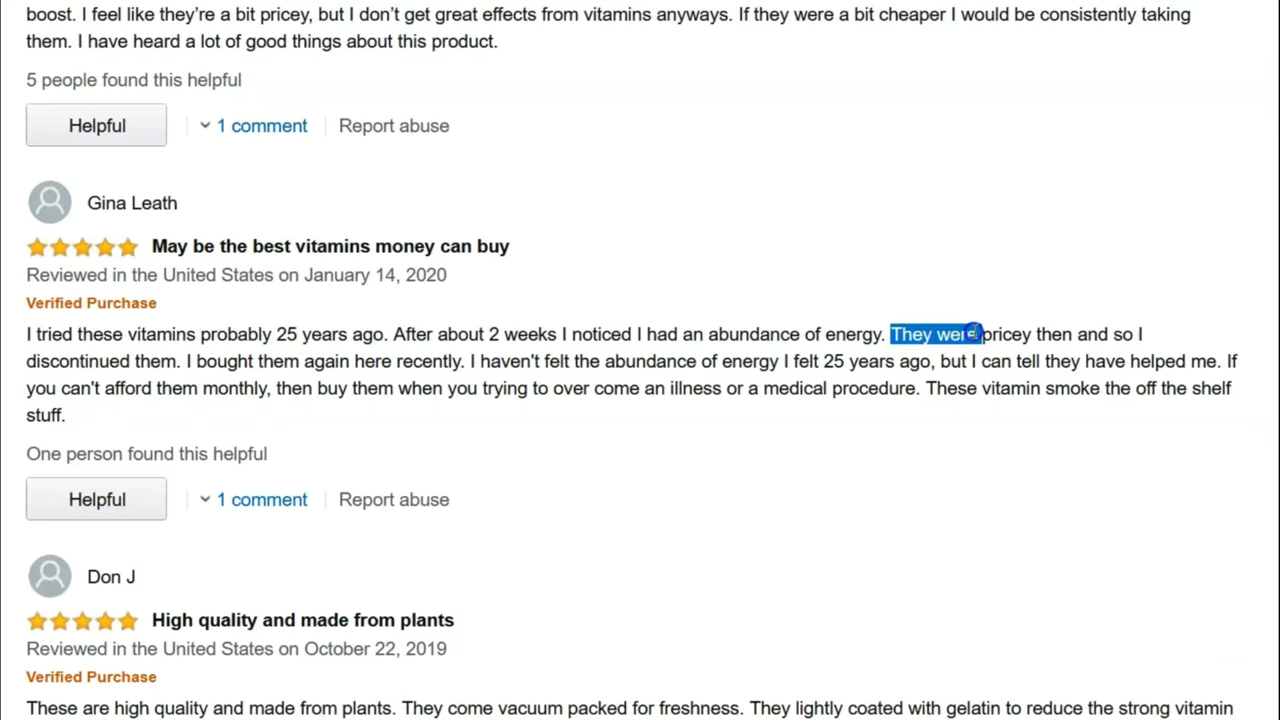 boost. I feel like they’re a bit pricey, but I don’t get great effects from vitamins anyways. If they were a bit cheaper I would be consistently taking
them. I have heard a lot of good things about this product.
5 people found this helpful
Helpful 1 comment Report abuse
Gina Leath
May be the best vitamins money can buy
Reviewed in the United States on January 14, 2020
Verified Purchase
I tried these vitamins probably 25 years ago. After about 2 weeks I noticed I had an abundance of energy. They were pricey then and so I
discontinued them. I bought them again here recently. I haven't felt the abundance of energy I felt 25 years ago, but I can tell they have helped me. If
you can't afford them monthly, then buy them when you trying to over come an illness or a medical procedure. These vitamin smoke the off the shelf
stuff.
One person found this helpful
Helpful 1 comment Report abuse
Don J
High quality and made from plants
Reviewed in the United States on October 22, 2019
Verified Purchase
These are high quality and made from plants. They come vacuum packed for freshness. They lightly coated with gelatin to reduce the strong vitamin